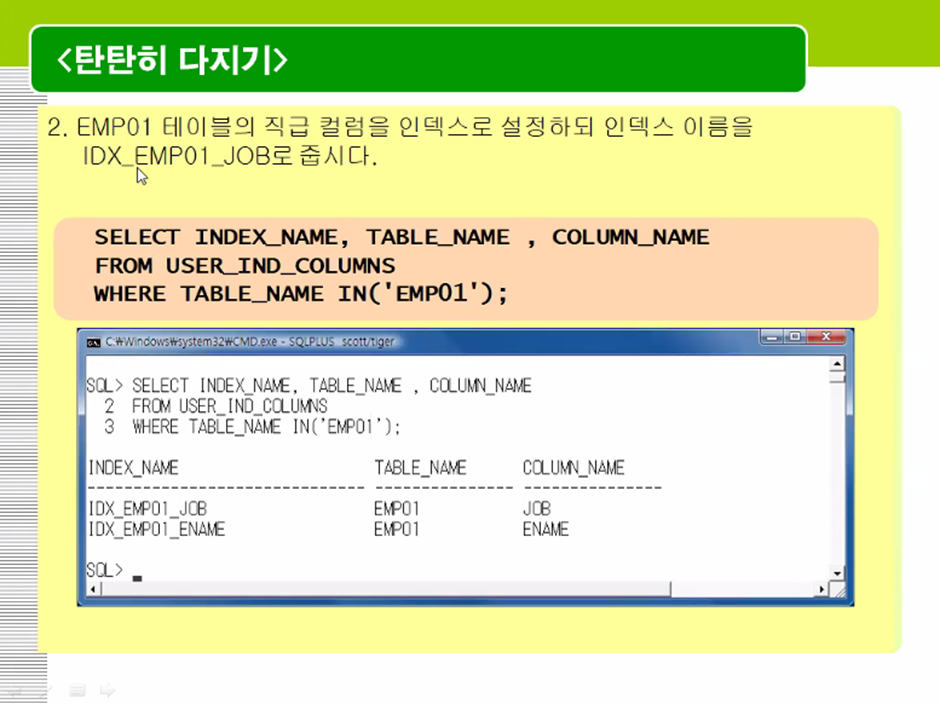 <탄탄히 다지기>
2. EMP01 테이블의 직급 컬럼을 인덱스로 설정하되 인덱스 이름을
IDX_EMP01_JOB로 줍시다.
SELECT INDEX_NAME, TABLE_NAME , COLUMN_NAME
FROM USER_IND_COLUMNS
WHERE TABLE_NAME IN('EMP01');
C:₩Windows₩system32₩CMD.exe - SQLPLUS scott/tiger
SQL> SELECT INDEX_NAME, TABLE_NAME , COLUMN_NAME
2 FROM USER_IND_COLUMNS
3 WHERE TABLE_NAME IN('EMP01');
INDEX_NAME TABLE_NAME COLUMN_NAME
------------------------------ --------------- ---------------
IDX_EMP01_JOB EMP01 JOB
IDX_EMP01_ENAME EMP01 ENAME
SQL> _